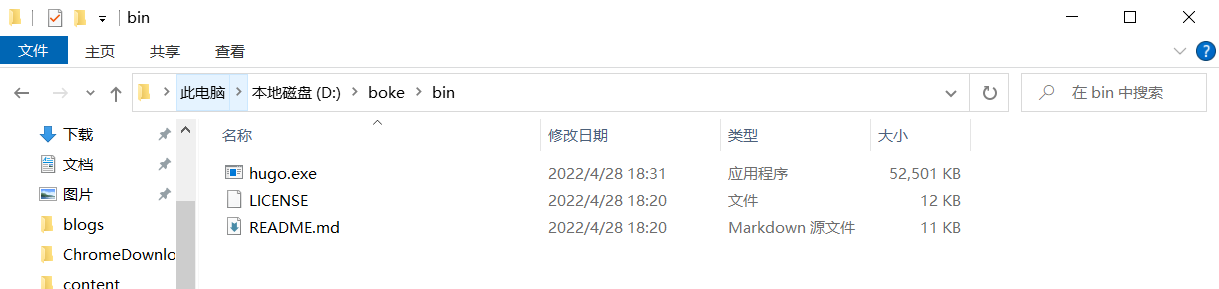 bin
文件 主页 共享 查看
此电脑 本地磁盘 (D:) boke bin 在 bin 中搜索
下载 名称 修改日期 类型 大小
文档 hugo.exe 2022/4/28 18:31 应用程序 52,501 KB
图片 LICENSE 2022/4/28 18:20 文件 12 KB
blogs README.md 2022/4/28 18:20 Markdown 源文件 11 KB
ChromeDownlo
content